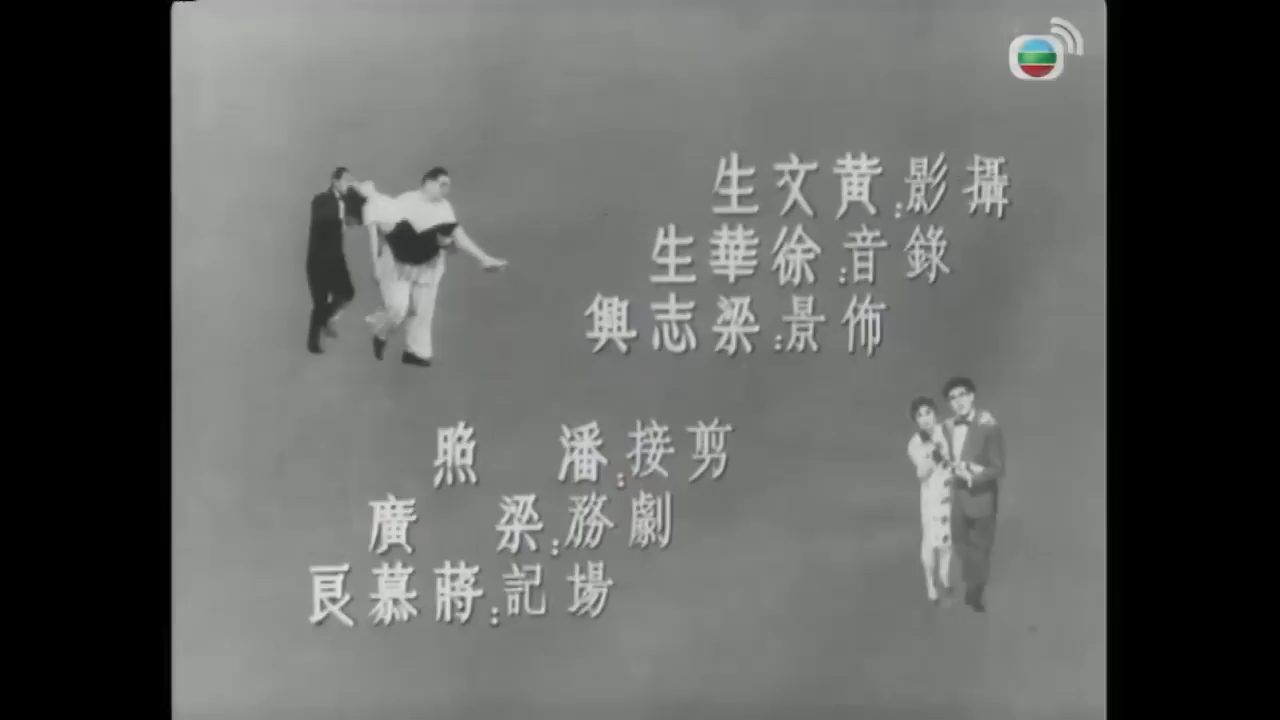 攝影:黃文生
錄音:徐華生
佈景:梁志興
剪接:潘 煦
劇務:梁 廣
場記:蔣慕良